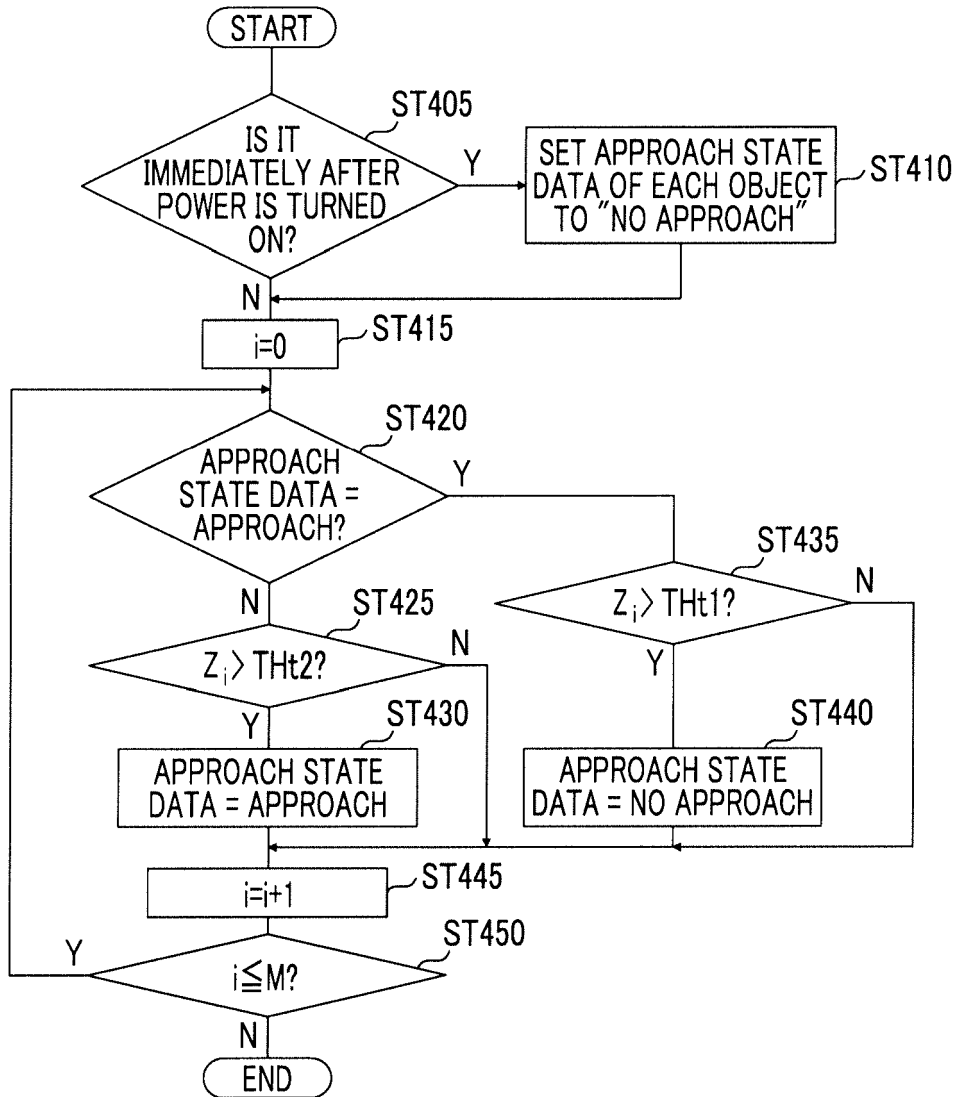 START
ST405
IS IT
IMMEDIATELY AFTER
POWER IS TURNED
ON?
Y
SET APPROACH STATE
DATA OF EACH OBJECT
TO "NO APPROACH"
ST410
N
ST415
i=0
ST420
APPROACH
STATE DATA =
APPROACH?
Y
N
ST435
Zi> THt1?
N
Y
ST425
Zi> THt2?
N
Y
ST430
APPROACH STATE
DATA = APPROACH
ST440
APPROACH STATE
DATA = NO APPROACH
ST445
i=i+1
ST450
Y
i≦M?
N
END